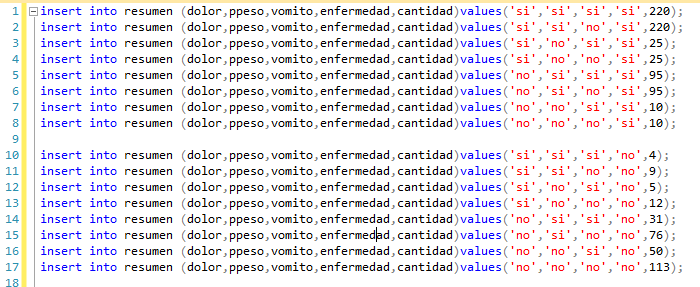 1 insert into resumen (dolor,ppeso,vomito,enfermedad,cantidad)values('si','si','si','si',220);
2 insert into resumen (dolor,ppeso,vomito,enfermedad,cantidad)values('si','si','no','si',220);
3 insert into resumen (dolor,ppeso,vomito,enfermedad,cantidad)values('si','no','si','si',25);
4 insert into resumen (dolor,ppeso,vomito,enfermedad,cantidad)values('si','no','no','si',25);
5 insert into resumen (dolor,ppeso,vomito,enfermedad,cantidad)values('no','si','si','si',95);
6 insert into resumen (dolor,ppeso,vomito,enfermedad,cantidad)values('no','si','no','si',95);
7 insert into resumen (dolor,ppeso,vomito,enfermedad,cantidad)values('no','no','si','si',10);
8 insert into resumen (dolor,ppeso,vomito,enfermedad,cantidad)values('no','no','no','si',10);
9
10 insert into resumen (dolor,ppeso,vomito,enfermedad,cantidad)values('si','si','si','no',4);
11 insert into resumen (dolor,ppeso,vomito,enfermedad,cantidad)values('si','si','no','no',9);
12 insert into resumen (dolor,ppeso,vomito,enfermedad,cantidad)values('si','no','si','no',5);
13 insert into resumen (dolor,ppeso,vomito,enfermedad,cantidad)values('si','no','no','no',12);
14 insert into resumen (dolor,ppeso,vomito,enfermedad,cantidad)values('no','si','si','no',31);
15 insert into resumen (dolor,ppeso,vomito,enfermedad,cantidad)values('no','si','no','no',76);
16 insert into resumen (dolor,ppeso,vomito,enfermedad,cantidad)values('no','no','si','no',50);
17 insert into resumen (dolor,ppeso,vomito,enfermedad,cantidad)values('no','no','no','no',113);
18